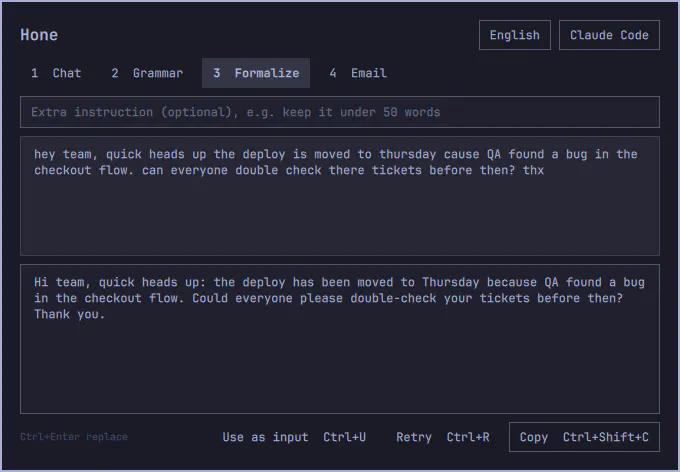 Hone
English
Claude Code
1 Chat
2 Grammar
3 Formalize
4 Email
Extra instruction (optional), e.g. keep it under 50 words
hey team, quick heads up the deploy is moved to thursday cause QA found a bug in the
checkout flow. can everyone double check there tickets before then? thx
Hi team, quick heads up: the deploy has been moved to Thursday because QA found a bug
in the checkout flow. Could everyone please double-check your tickets before then?
Thank you.
Ctrl+Enter replace
Use as input Ctrl+U
Retry Ctrl+R
Copy Ctrl+Shift+C